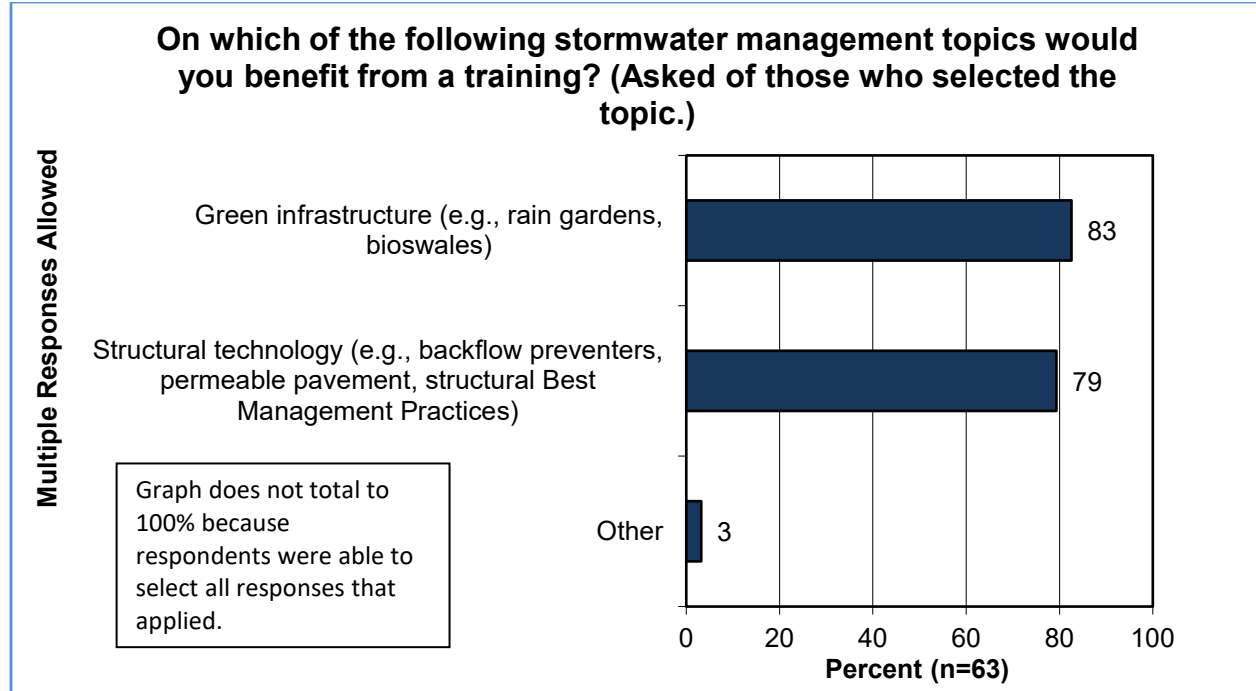 On which of the following stormwater management topics would
you benefit from a training? (Asked of those who selected the
topic.)
Multiple Responses Allowed
Green infrastructure (e.g., rain gardens,
bioswales)
83
Structural technology (e.g., backflow preventers,
permeable pavement, structural Best
Management Practices)
79
Other
3
Graph does not total to
100% because
respondents were able to
select all responses that
applied.
0 20 40 60 80 100
Percent (n=63)